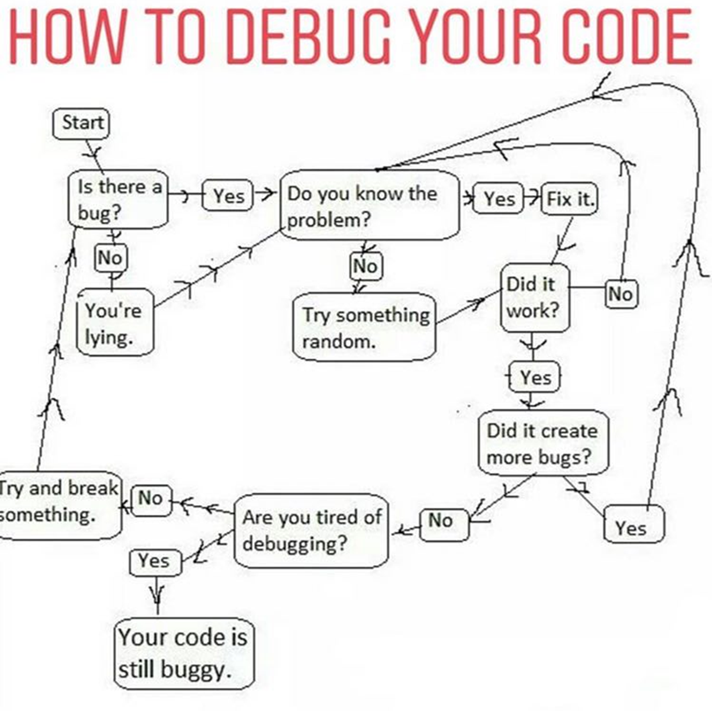 HOW TO DEBUG YOUR CODE
Start
Is there a
bug?
Yes
Do you know the
problem?
Yes
Fix it.
No
You're
lying.
No
Try something
random.
Did it
work?
No
Yes
Did it create
more bugs?
Yes
No
Are you tired of
debugging?
No
Try and break
something.
Yes
Your code is
still buggy.